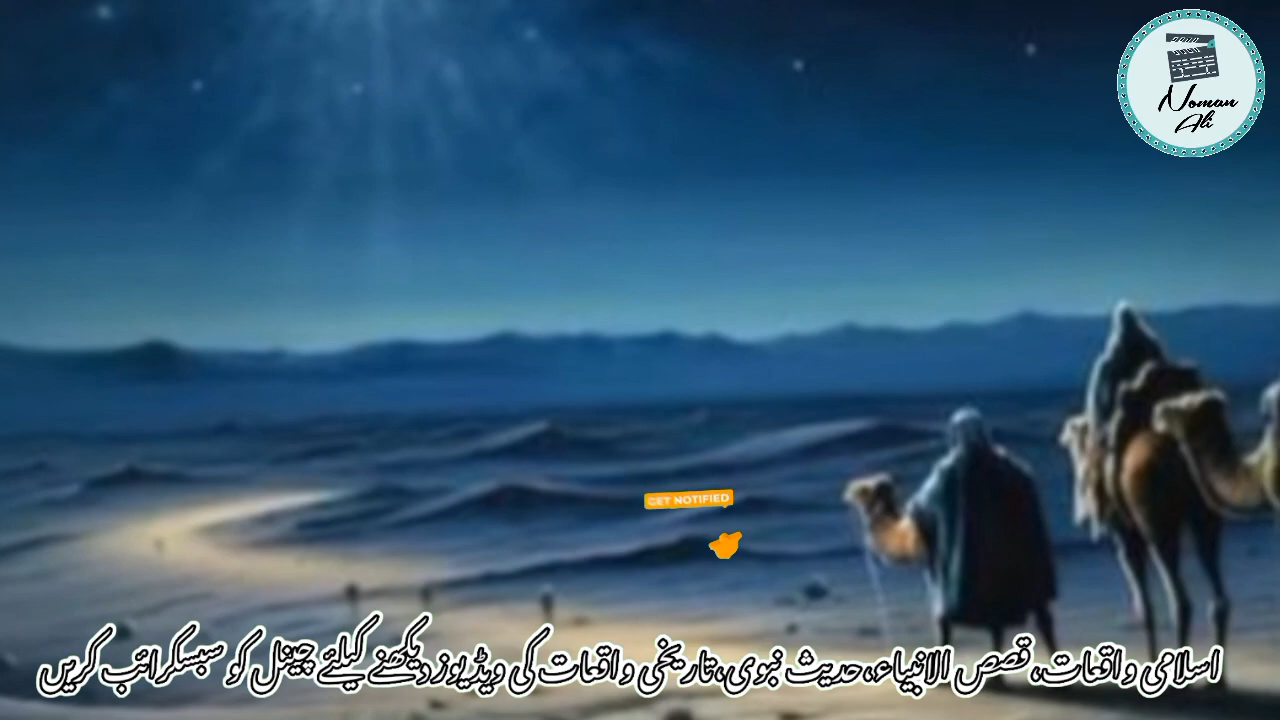 Noman
Ali
GET NOTIFIED
اسلامی واقعات، قصص الانبیاء،حدیث نبوی،تاریخی واقعات کی ویڈیوز دیکھنے کیلئے چینل کو سبسکرائب کریں